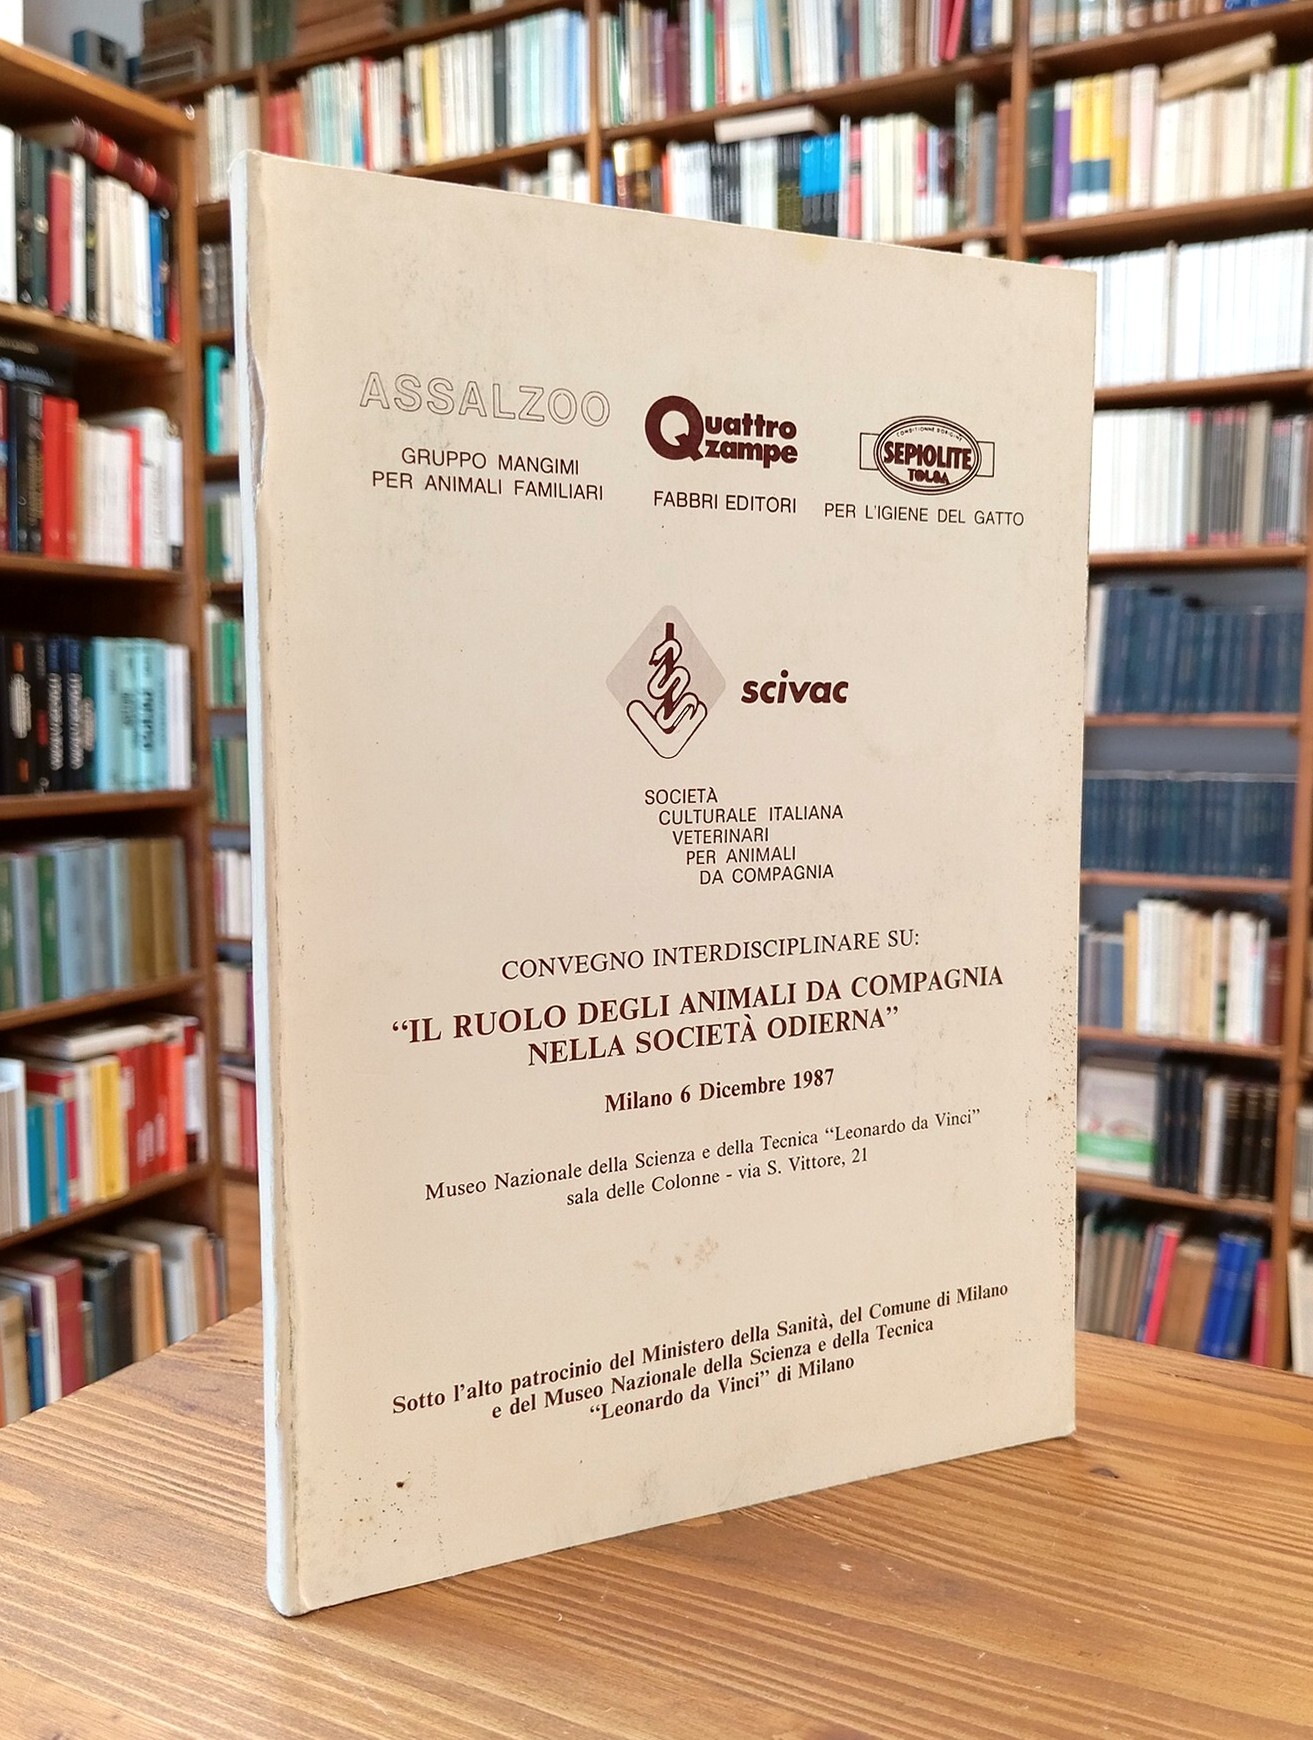 ASSALZOO
GRUPPO MANGIMI
PER ANIMALI FAMILIARI
Quattro
zampe
FABBRI EDITORI
CONDITIONNE D'ORIGINE
SEPIOLITE
TOLSA
PER L'IGIENE DEL GATTO
scivac
SOCIETÀ
CULTURALE ITALIANA
VETERINARI
PER ANIMALI
DA COMPAGNIA
CONVEGNO INTERDISCIPLINARE SU:
“IL RUOLO DEGLI ANIMALI DA COMPAGNIA
NELLA SOCIETÀ ODIERNA”
Milano 6 Dicembre 1987
Museo Nazionale della Scienza e della Tecnica “Leonardo da Vinci”
sala delle Colonne - via S. Vittore, 21
Sotto l'alto patrocinio del Ministero della Sanità, del Comune di Milano
e del Museo Nazionale della Scienza e della Tecnica
“Leonardo da Vinci” di Milano